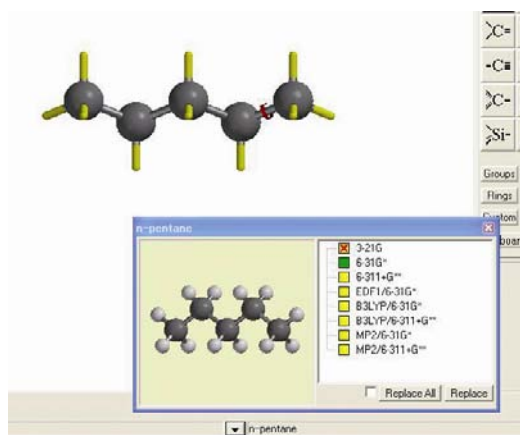 >C=
-C≡
>C-
>Si-
Groups
Rings
Custom
n-pentane
3-21G
6-31G*
6-311+G**
EDF1/6-31G*
B3LYP/6-31G*
B3LYP/6-311+G**
MP2/6-31G*
MP2/6-311+G**
Replace All
Replace
n-pentane